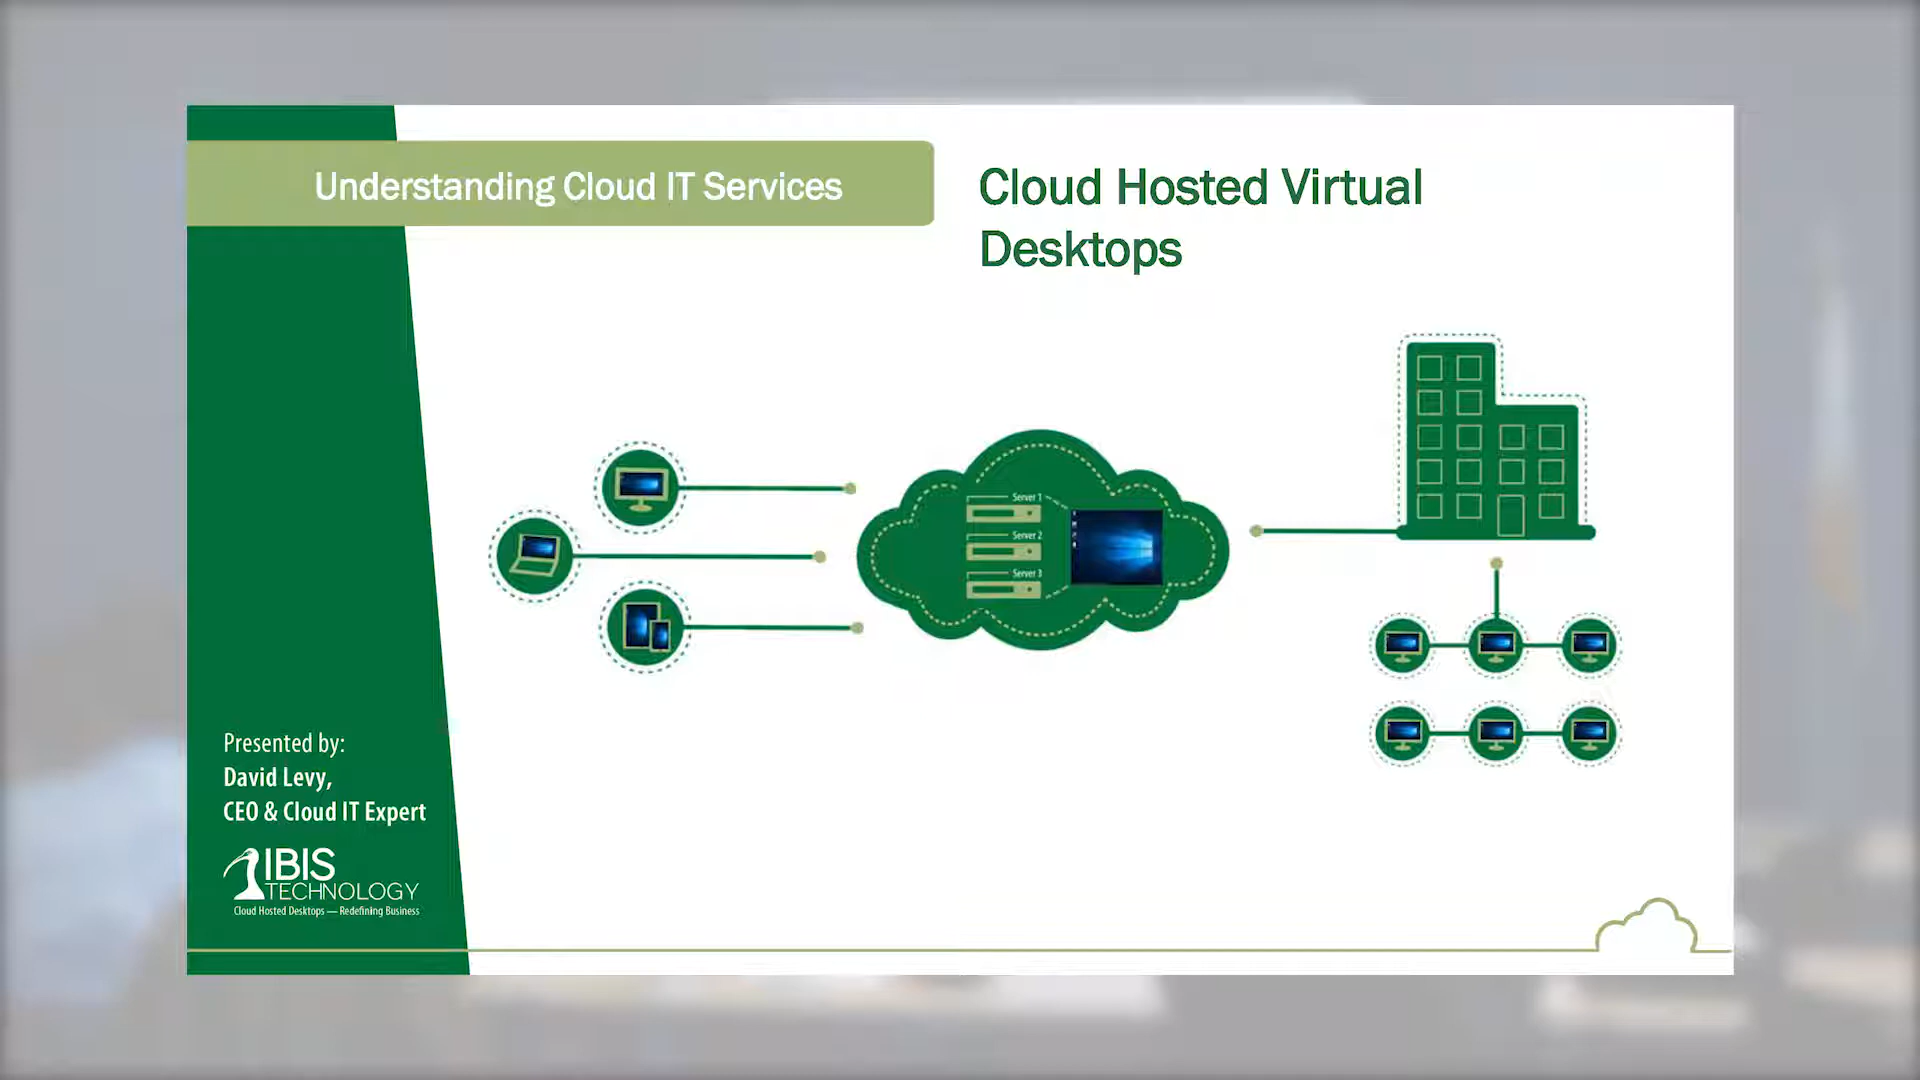 Understanding Cloud IT Services
Cloud Hosted Virtual
Desktops
Server 1
Server 2
Server 3
Presented by:
David Levy,
CEO & Cloud IT Expert
IBIS
TECHNOLOGY
Cloud Hosted Desktops — Redefining Business